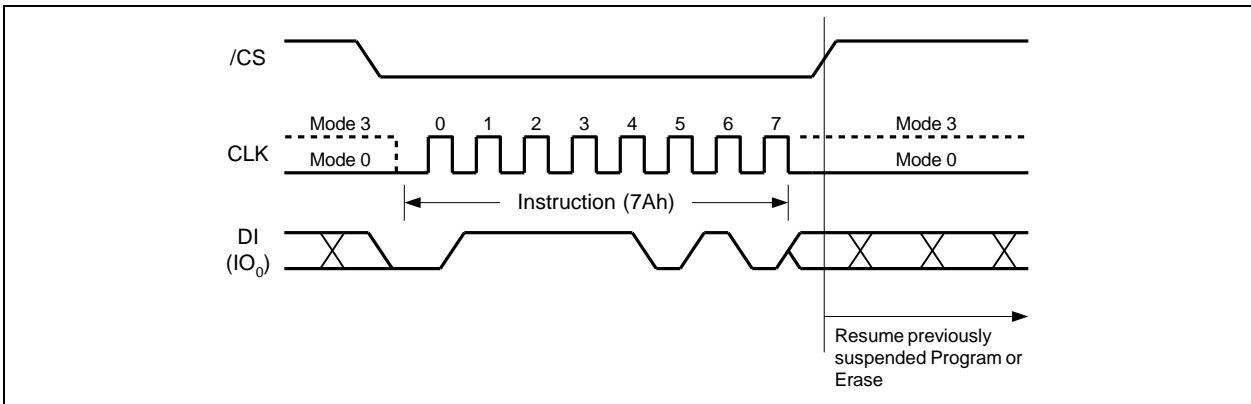 /CS
Mode 3 0 1 2 3 4 5 6 7 Mode 3
CLK
Mode 0 Mode 0
Instruction (7Ah)
DI
(IO0)
Resume previously
suspended Program or
Erase